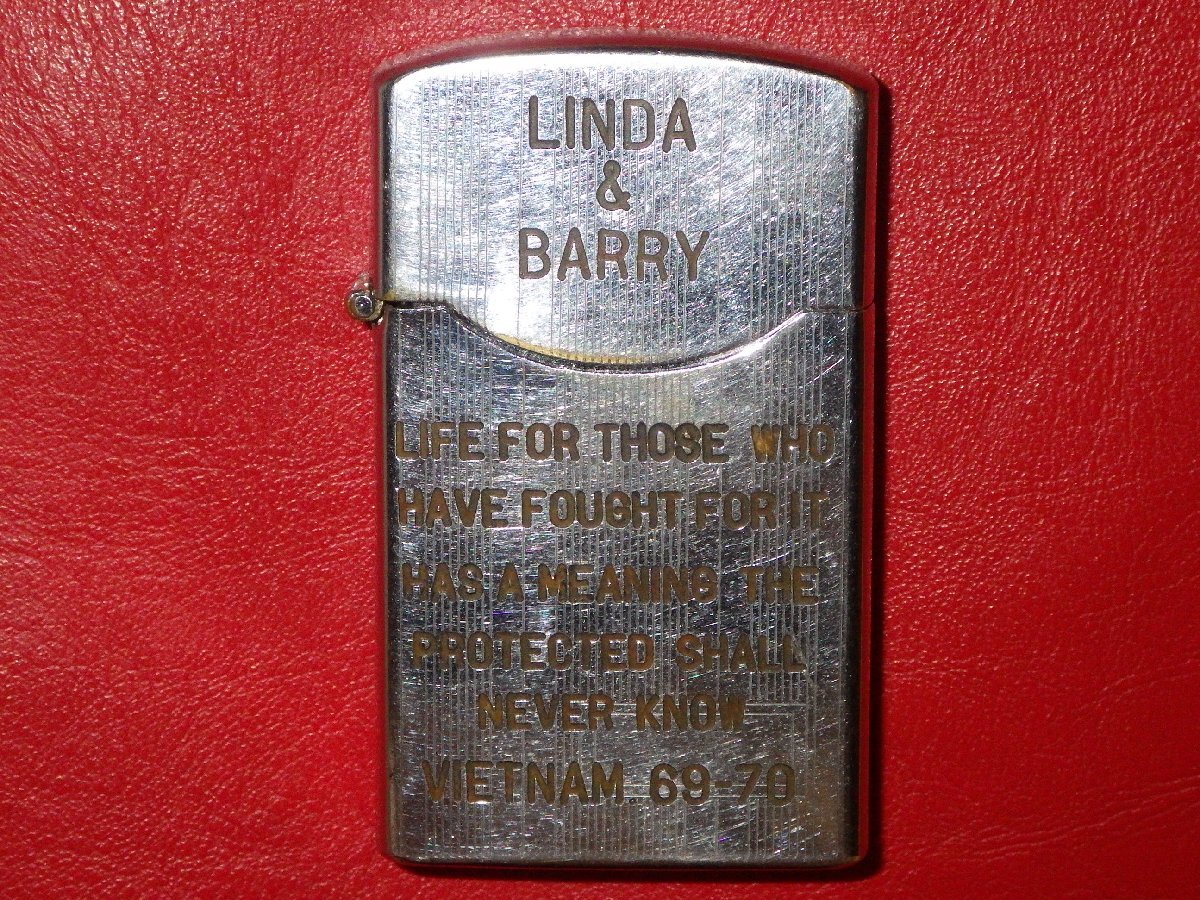 LINDA
&
BARRY
LIFE FOR THOSE WHO
HAVE FOUGHT FOR IT
HAS A MEANING THE
PROTECTED SHALL
NEVER KNOW
VIETNAM 69-70